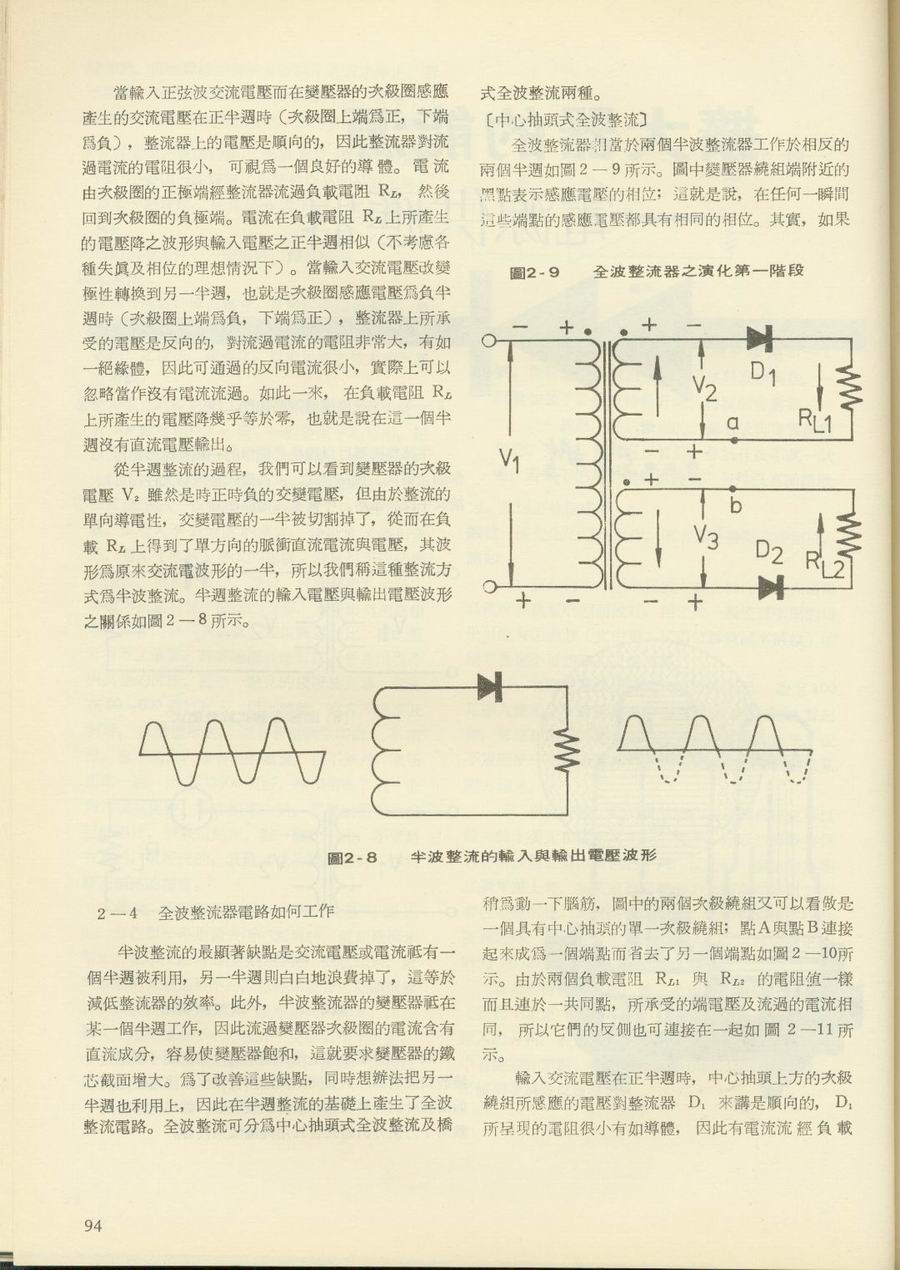 當輸入正弦波交流電壓而在變壓器的次級圈感應
產生的交流電壓在正半週時（次級圈上端爲正，下端
爲負），整流器上的電壓是順向的，因此整流器對流
過電流的電阻很小， 可視爲一個良好的導 體。 電 流
由次級圈的正極端經整流器流過負載電阻 RL， 然後
回到次級圈的負極端。電流在負載電阻 RL 上所產生
的電壓降之波形與輸入電壓之正半週相似（不考慮各
種失眞及相位的理想情況下）。當輸入交流電壓改變
極性轉換到另一半週，也就是次級圈感應電壓爲負半
週時（次級圈上端爲負，下端爲正），整流器上所承
受的電壓是反向的，對流過電流的電阻非常大，有如
一絕緣體，因此可通過的反向電流很小，實際上可以
忽略當作沒有電流流過。如此一來， 在負載電阻 RL
上所產生的電壓降幾乎等於零，也就是說在這一個半
週沒有直流電壓輸出。
從半週整流的過程，我們可以看到變壓器的次級
電壓 V₂ 雖然是時正時負的交變電壓，但由於整流的
單向導電性，交變電壓的一半被切割掉了，從而在負
載 RL 上得到了單方向的脈衝直流電流與電壓，其波
形爲原來交流電波形的一半，所以我們稱這種整流方
式爲半波整流。半週整流的輸入電壓與輸出電壓波形
之關係如圖 2 — 8 所示。
式全波整流兩種。
〔中心抽頭式全波整流〕
全波整流器相當於兩個半波整流器工作於相反的
兩個半週如圖 2 — 9 所示。圖中變壓器繞組端附近的
黑點表示感應電壓的相位；這就是說，在任何一瞬間
這些端點的感應電壓都具有相同的相位。其實，如果
圖2-9 全波整流器之演化第一階段
− + + −
V1
V2
D1
RL1
a
− +
+ −
b
V3
D2
RL2
+ − − +
圖2-8 半波整流的輸入與輸出電壓波形
2 — 4 全波整流器電路如何工作
半波整流的最顯著缺點是交流電壓或電流祗有一
個半週被利用，另一半週則白白地浪費掉了，這等於
減低整流器的效率。此外，半波整流器的變壓器祗在
某一個半週工作，因此流過變壓器次級圈的電流含有
直流成分，容易使變壓器飽和，這就要求變壓器的鐵
芯截面增大。爲了改善這些缺點，同時想辦法把另一
半週也利用上，因此在半週整流的基礎上產生了全波
整流電路。全波整流可分爲中心抽頭式全波整流及橋
稍爲動一下腦筋，圖中的兩個次級繞組又可以看做是
一個具有中心抽頭的單一次級繞組；點A與點B連接
起來成爲一個端點而省去了另一個端點如圖 2 —10所
示。由於兩個負載電阻 RL1 與 RL2 的電阻値一樣
而且連於一共同點，所承受的端電壓及流過的電流相
同， 所以它們的反側也可連接在一起如 圖 2 —11 所
示。
輸入交流電壓在正半週時，中心抽頭上方的次級
繞組所感應的電壓對整流器 D₁ 來講是順向的， D₁
所呈現的電阻很小有如導體， 因此有電流流 經 負 載
94